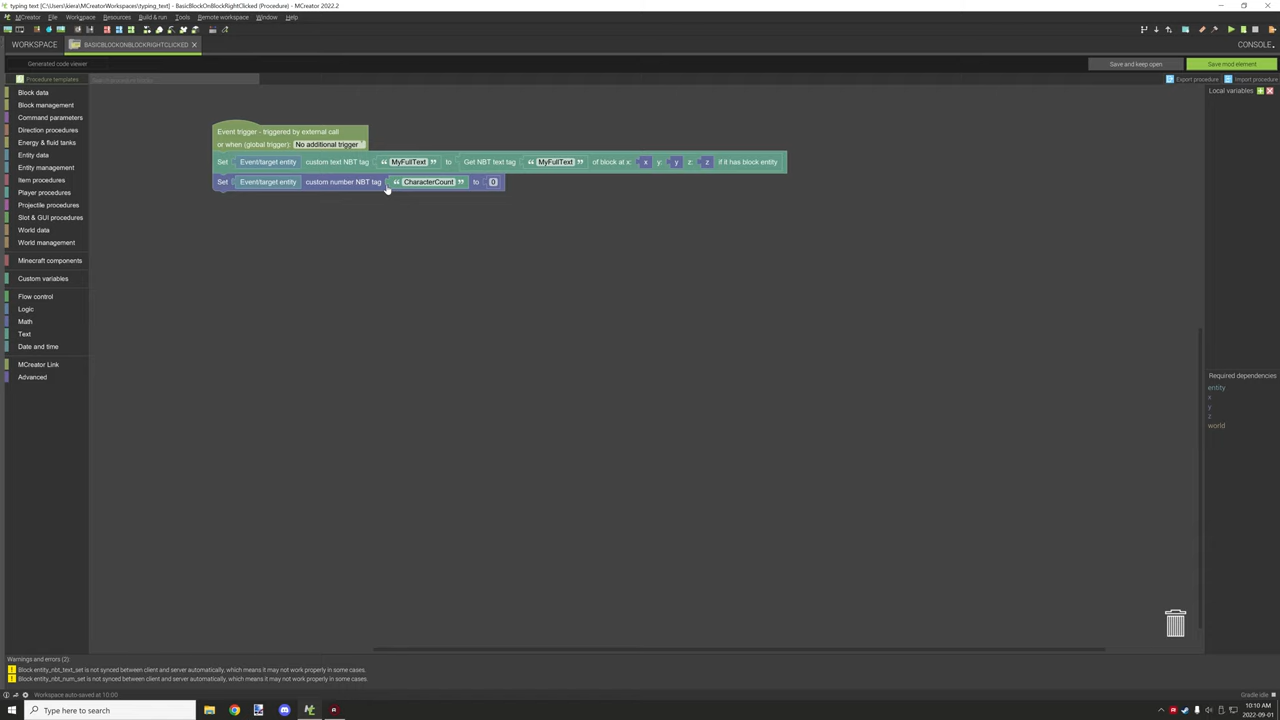 typing text [C:\Users\kiera\MCreatorWorkspaces\typing_text] - BasicBlockOnBlockRightClicked (Procedure) - MCreator 2022.2
MCreator File Workspace Resources Build & run Tools Remote workspace Window Help
WORKSPACE BASICBLOCKONBLOCKRIGHTCLICKED CONSOLE
Generated code viewer Save and keep open Save mod element
Procedure templates Export procedure Import procedure
Block data
Block management
Command parameters
Direction procedures
Energy & fluid tanks
Entity data
Entity management
Item procedures
Player procedures
Projectile procedures
Slot & GUI procedures
World data
World management
Minecraft components
Custom variables
Flow control
Logic
Math
Text
Date and time
MCreator Link
Advanced
Event trigger - triggered by external call
or when (global trigger): No additional trigger
Set Event/target entity custom text NBT tag “ MyFullText ” to Get NBT text tag “ MyFullText ” of block at x: x y: y z: z if it has block entity
Set Event/target entity custom number NBT tag “ CharacterCount ” to 0
Local variables
Required dependencies
entity
x
y
z
world
Warnings and errors (2)
Block entity_nbt_text_set is not synced between client and server automatically, which means it may not work properly in some cases.
Block entity_nbt_num_set is not synced between client and server automatically, which means it may not work properly in some cases.
Workspace auto-saved at 10:00 Gradle idle
Type here to search
10:10 AM
2022-09-01